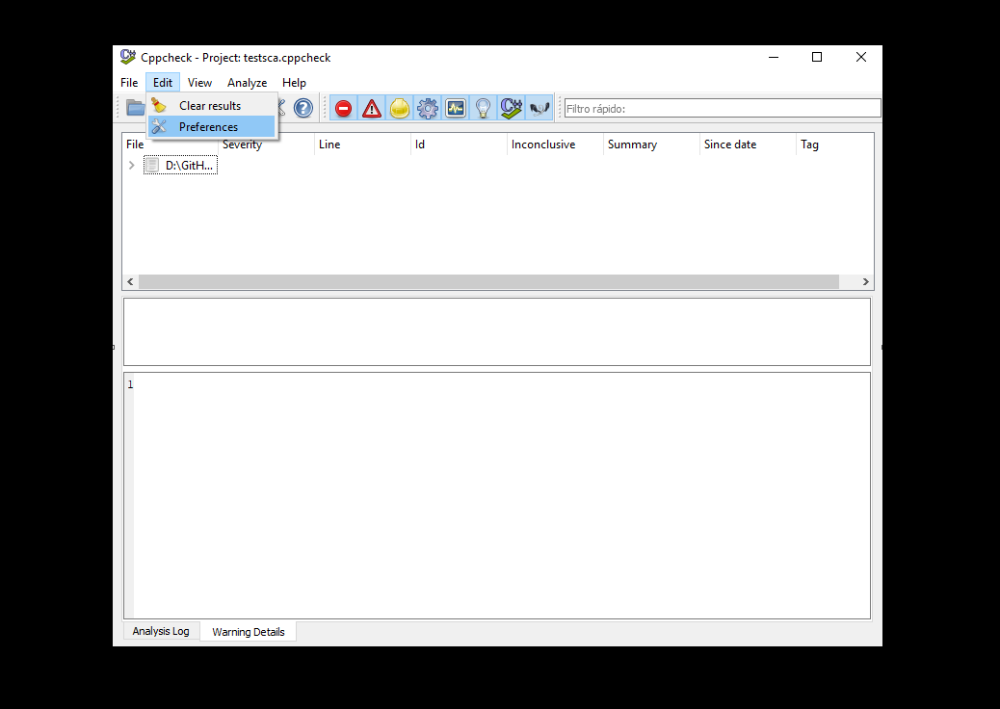 Cppcheck - Project: testsca.cppcheck
File Edit View Analyze Help
Clear results
Preferences
Filtro rápido:
File Severity Line Id Inconclusive Summary Since date Tag
D:\GitH...
1
Analysis Log Warning Details